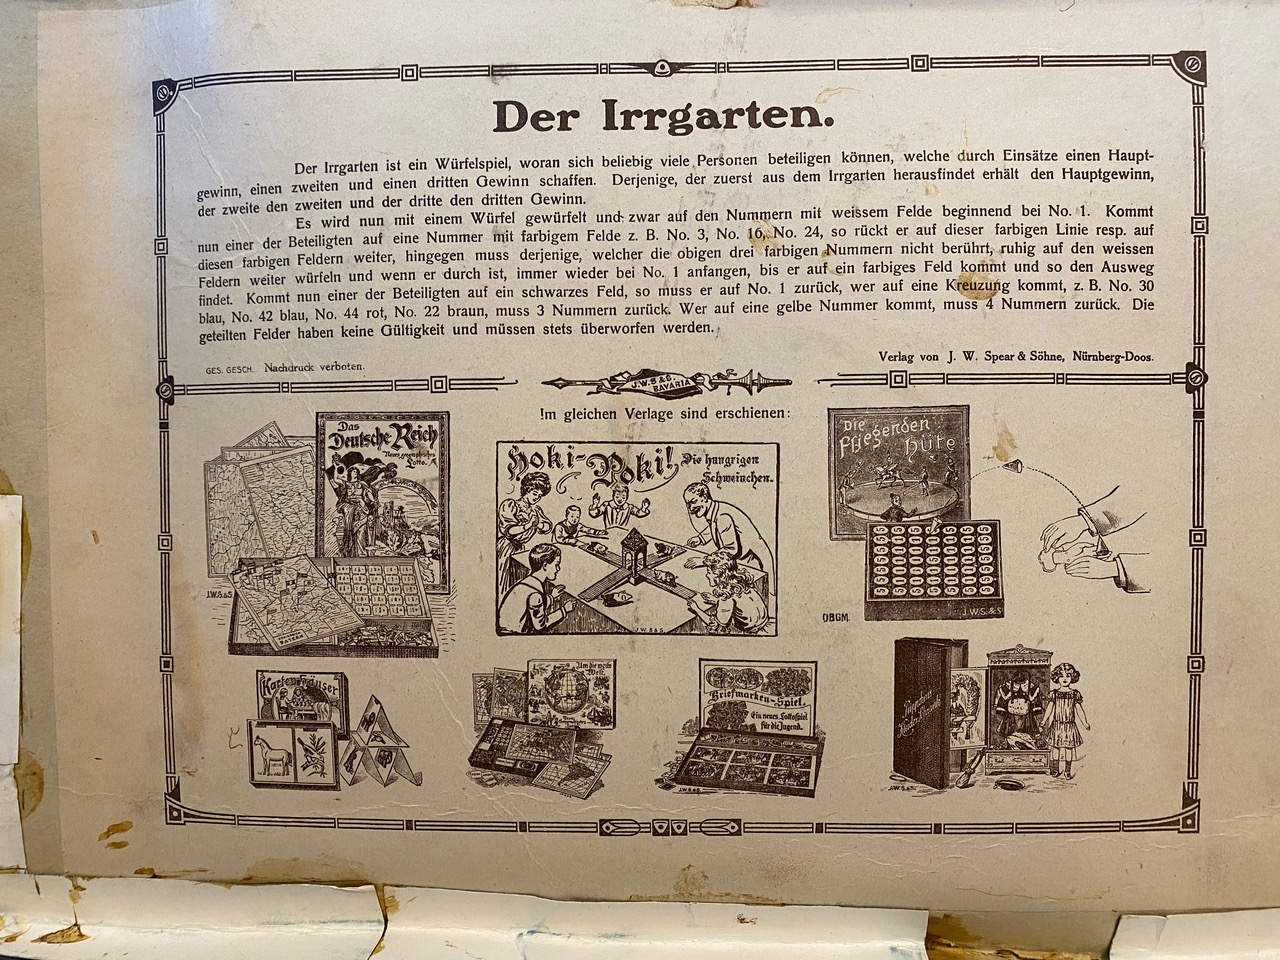 Der Irrgarten.
Der Irrgarten ist ein Würfelspiel, woran sich beliebig viele Personen beteiligen können, welche durch Einsätze einen Haupt-
gewinn, einen zweiten und einen dritten Gewinn schaffen. Derjenige, der zuerst aus dem Irrgarten herausfindet erhält den Hauptgewinn,
der zweite den zweiten und der dritte den dritten Gewinn.
Es wird nun mit einem Würfel gewürfelt und zwar auf den Nummern mit weissem Felde beginnend bei No. 1. Kommt
nun einer der Beteiligten auf eine Nummer mit farbigem Felde z. B. No. 3, No. 16, No. 24, so rückt er auf dieser farbigen Linie resp. auf
diesen farbigen Feldern weiter, hingegen muss derjenige, welcher die obigen drei farbigen Nummern nicht berührt, ruhig auf den weissen
Feldern weiter würfeln und wenn er durch ist, immer wieder bei No. 1 anfangen, bis er auf ein farbiges Feld kommt und so den Ausweg
findet. Kommt nun einer der Beteiligten auf ein schwarzes Feld, so muss er auf No. 1 zurück, wer auf eine Kreuzung kommt, z. B. No. 30
blau, No. 42 blau, No. 44 rot, No. 22 braun, muss 3 Nummern zurück. Wer auf eine gelbe Nummer kommt, muss 4 Nummern zurück. Die
geteilten Felder haben keine Gültigkeit und müssen stets überworfen werden.
GES. GESCH. Nachdruck verboten.
Verlag von J. W. Spear & Söhne, Nürnberg-Doos.
J.W.S & S. BAVARIA
Im gleichen Verlage sind erschienen:
Das
Deutsche Reich
Neues geographisches
Lotto.
BAYERN
J.W.S.&S.
Hoki-Poki! Die hungrigen
Schweinchen.
J.W.S&S
Die
Fliegenden
Hüte
J.W.S.&S
DRGM.
Kartenhäuser
Um die weite
Welt.
Briefmarken-Spiel.
Ein neues Lottospiel
für die Jugend.
J.W.S.&S.
J.W.S.&S.